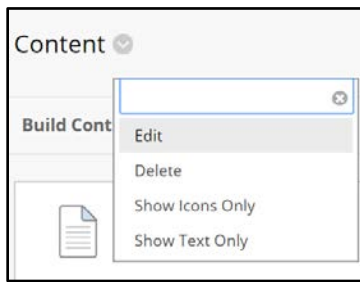 Content
Build Cont
Edit
Delete
Show Icons Only
Show Text Only